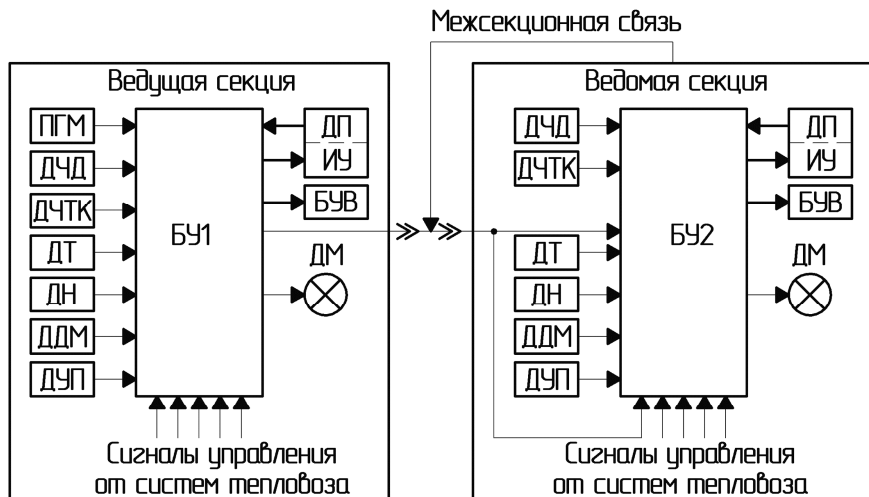 Межсекционная связь
Ведущая секция
ПГМ
ДЧД
ДЧТК
ДТ
ДН
ДДМ
ДУП
БУ1
ДП
ИУ
БУВ
ДМ
Сигналы управления
от систем тепловоза
Ведомая секция
ДЧД
ДЧТК
ДТ
ДН
ДДМ
ДУП
БУ2
ДП
ИУ
БУВ
ДМ
Сигналы управления
от систем тепловоза